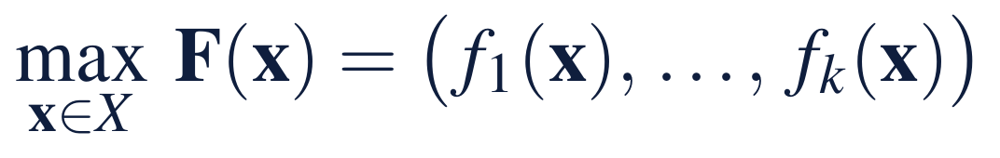 max F(x) = (f₁(x), ..., fₖ(x))
x∈X